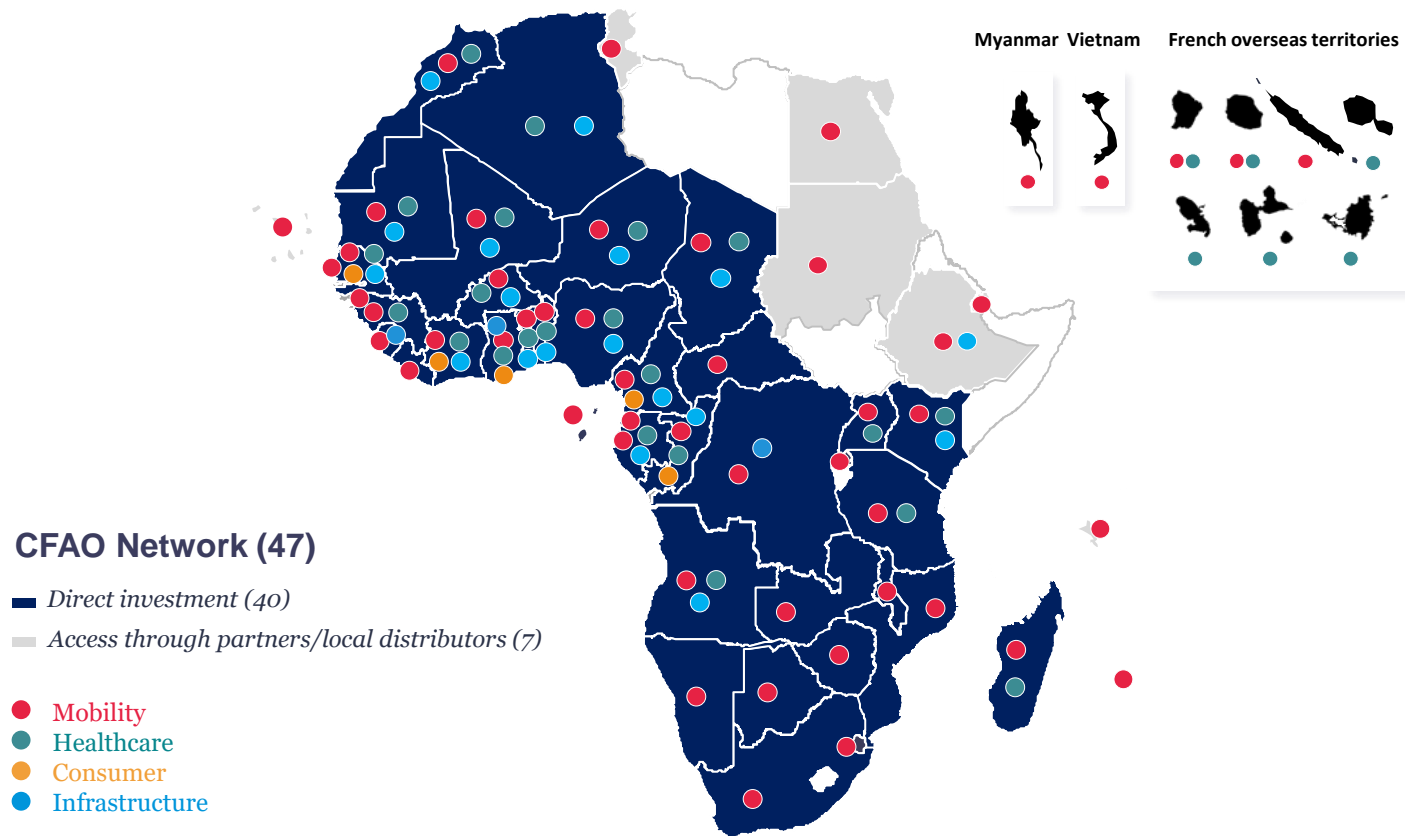 Myanmar Vietnam
French overseas territories
CFAO Network (47)
Direct investment (40)
Access through partners/local distributors (7)
Mobility
Healthcare
Consumer
Infrastructure